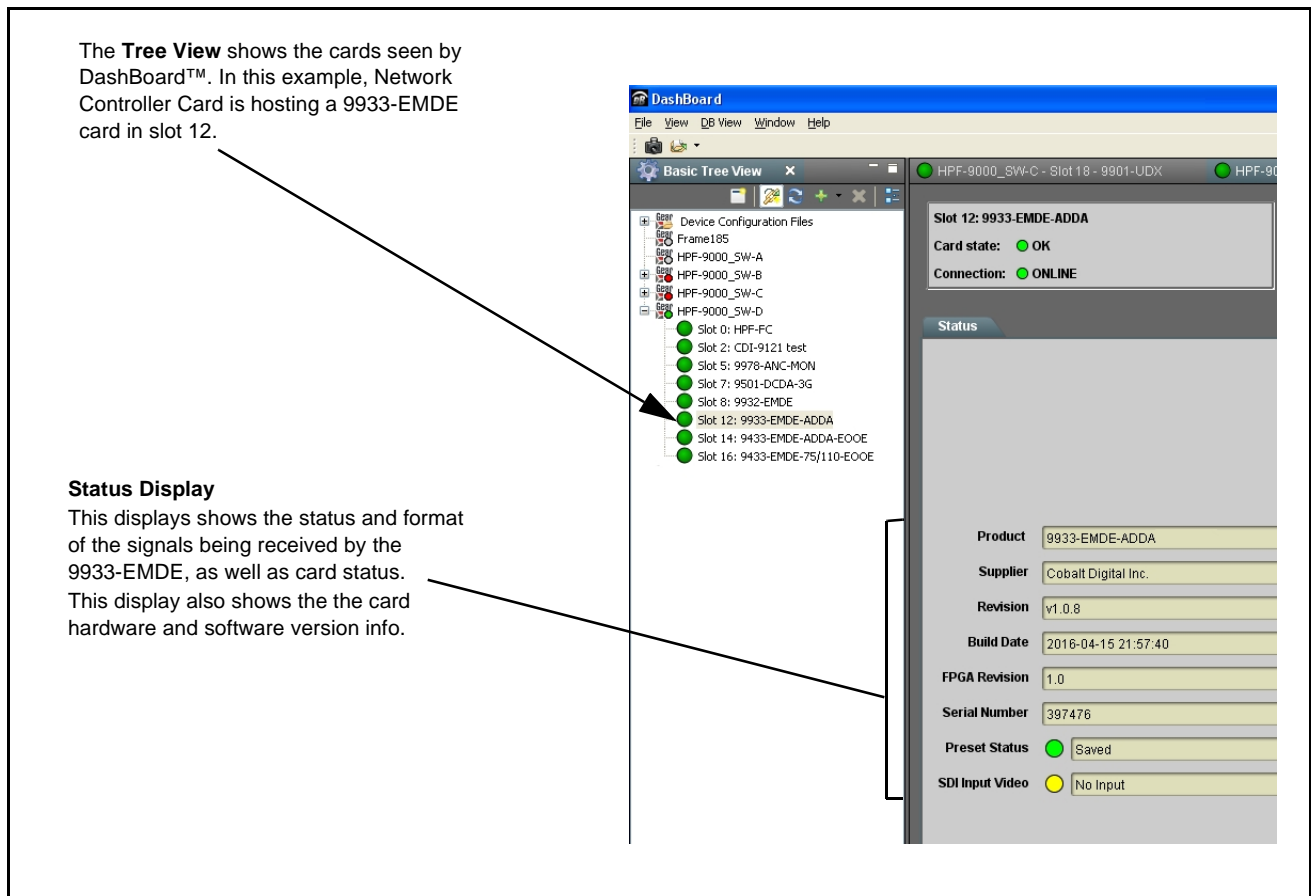 The Tree View shows the cards seen by
DashBoard™. In this example, Network
Controller Card is hosting a 9933-EMDE
card in slot 12.
DashBoard
File View DB View Window Help
Basic Tree View
HPF-9000_SW-C - Slot 18 - 9901-UDX
HPF-90
Device Configuration Files
Frame185
HPF-9000_SW-A
HPF-9000_SW-B
HPF-9000_SW-C
HPF-9000_SW-D
Slot 0: HPF-FC
Slot 2: CDI-9121 test
Slot 5: 9978-ANC-MON
Slot 7: 9501-DCDA-3G
Slot 8: 9932-EMDE
Slot 12: 9933-EMDE-ADDA
Slot 14: 9433-EMDE-ADDA-EOOE
Slot 16: 9433-EMDE-75/110-EOOE
Slot 12: 9933-EMDE-ADDA
Card state: OK
Connection: ONLINE
Status
Status Display
This displays shows the status and format
of the signals being received by the
9933-EMDE, as well as card status.
This display also shows the the card
hardware and software version info.
Product 9933-EMDE-ADDA
Supplier Cobalt Digital Inc.
Revision v1.0.8
Build Date 2016-04-15 21:57:40
FPGA Revision 1.0
Serial Number 397476
Preset Status Saved
SDI Input Video No Input